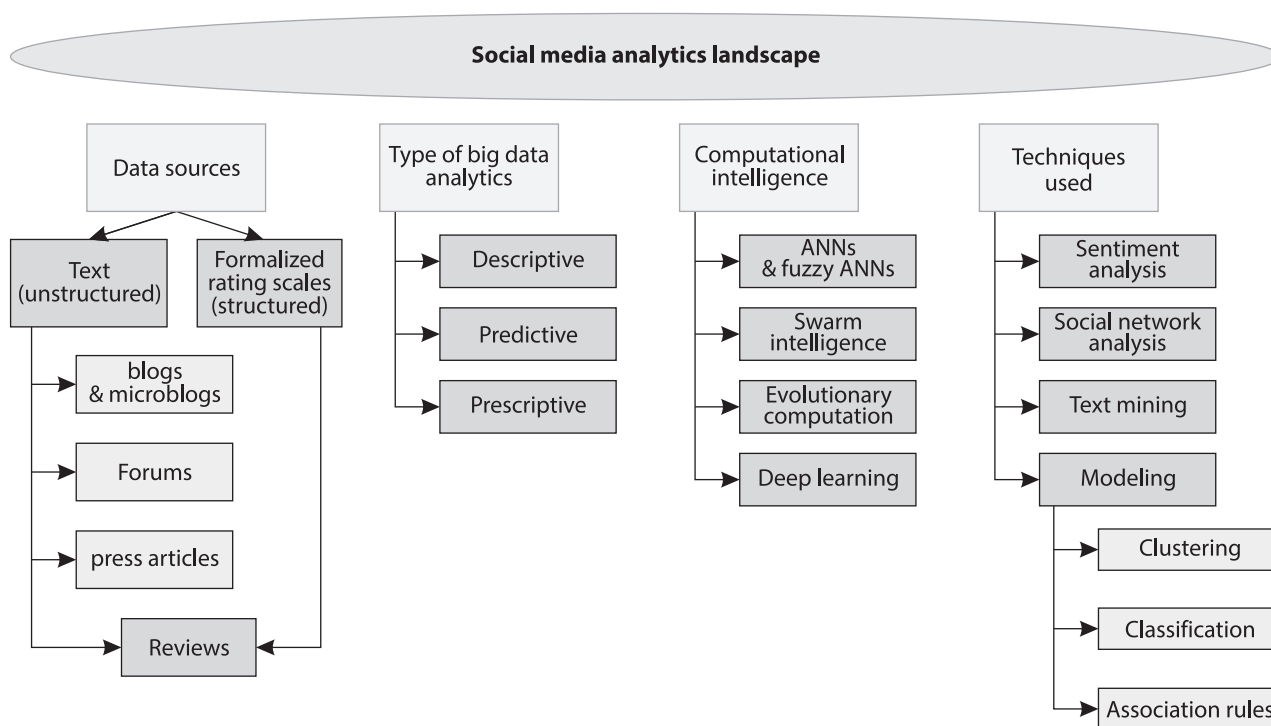 Social media analytics landscape
Data sources
Type of big data
analytics
Computational
intelligence
Techniques
used
Text
(unstructured)
Formalized
rating scales
(structured)
blogs
& microblogs
Forums
press articles
Reviews
Descriptive
Predictive
Prescriptive
ANNs
& fuzzy ANNs
Swarm
intelligence
Evolutionary
computation
Deep learning
Sentiment
analysis
Social network
analysis
Text mining
Modeling
Clustering
Classification
Association rules